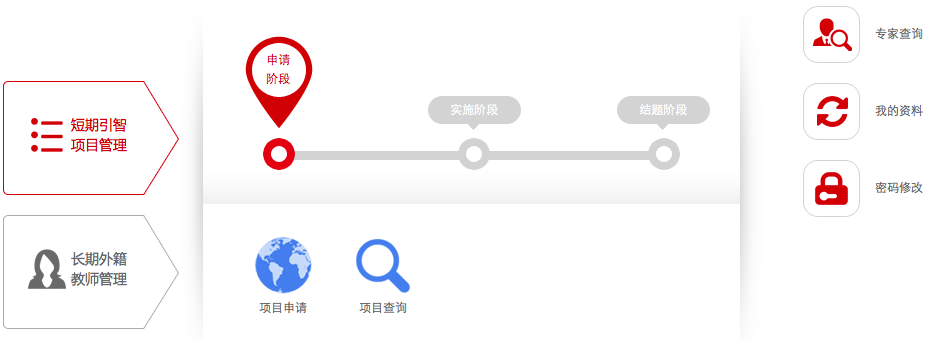 短期引智
项目管理
长期外籍
教师管理
申请
阶段
实施阶段
结题阶段
项目申请
项目查询
专家查询
我的资料
密码修改